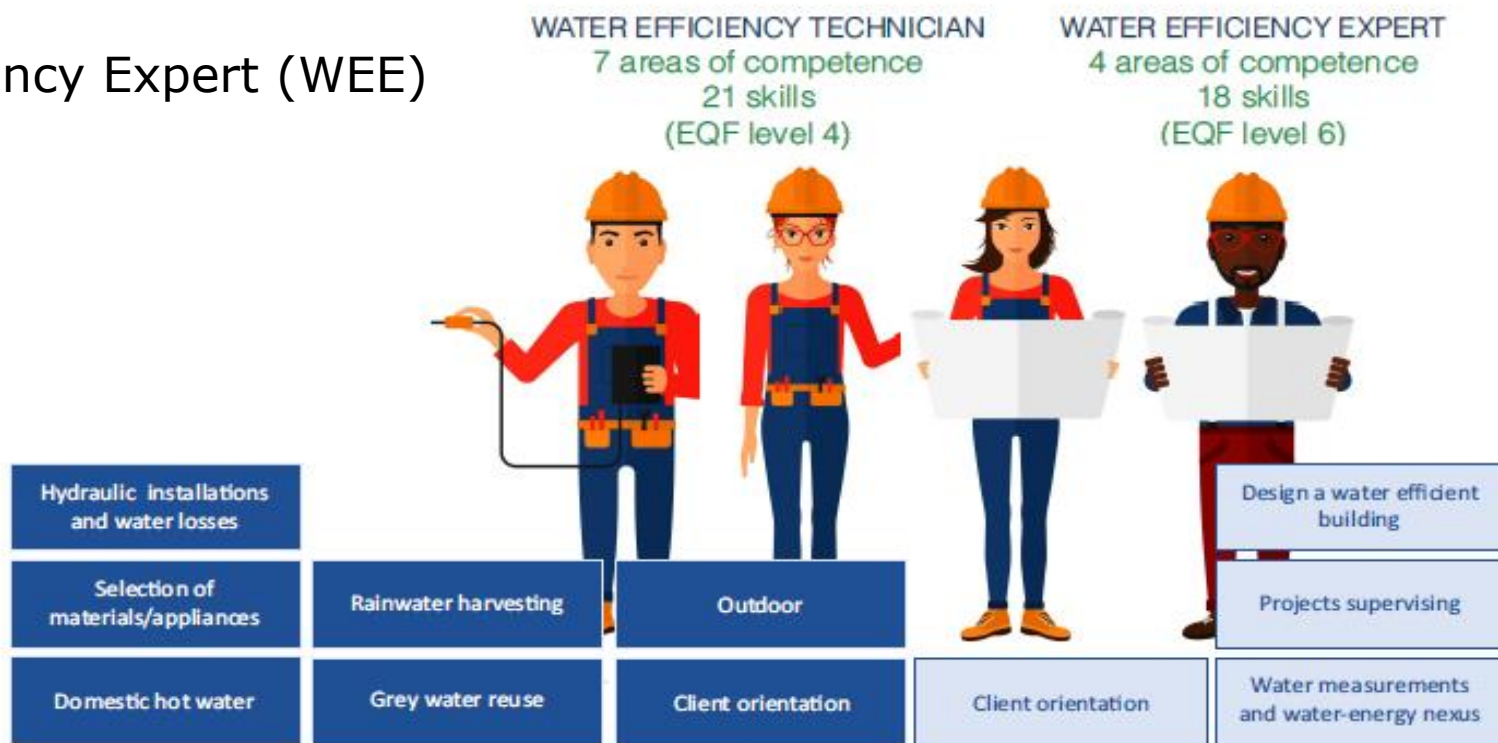 ncy Expert (WEE)
WATER EFFICIENCY TECHNICIAN
7 areas of competence
21 skills
(EQF level 4)
WATER EFFICIENCY EXPERT
4 areas of competence
18 skills
(EQF level 6)
Hydraulic installations
and water losses
Design a water efficient
building
Selection of
materials/appliances
Rainwater harvesting
Outdoor
Projects supervising
Domestic hot water
Grey water reuse
Client orientation
Client orientation
Water measurements
and water-energy nexus